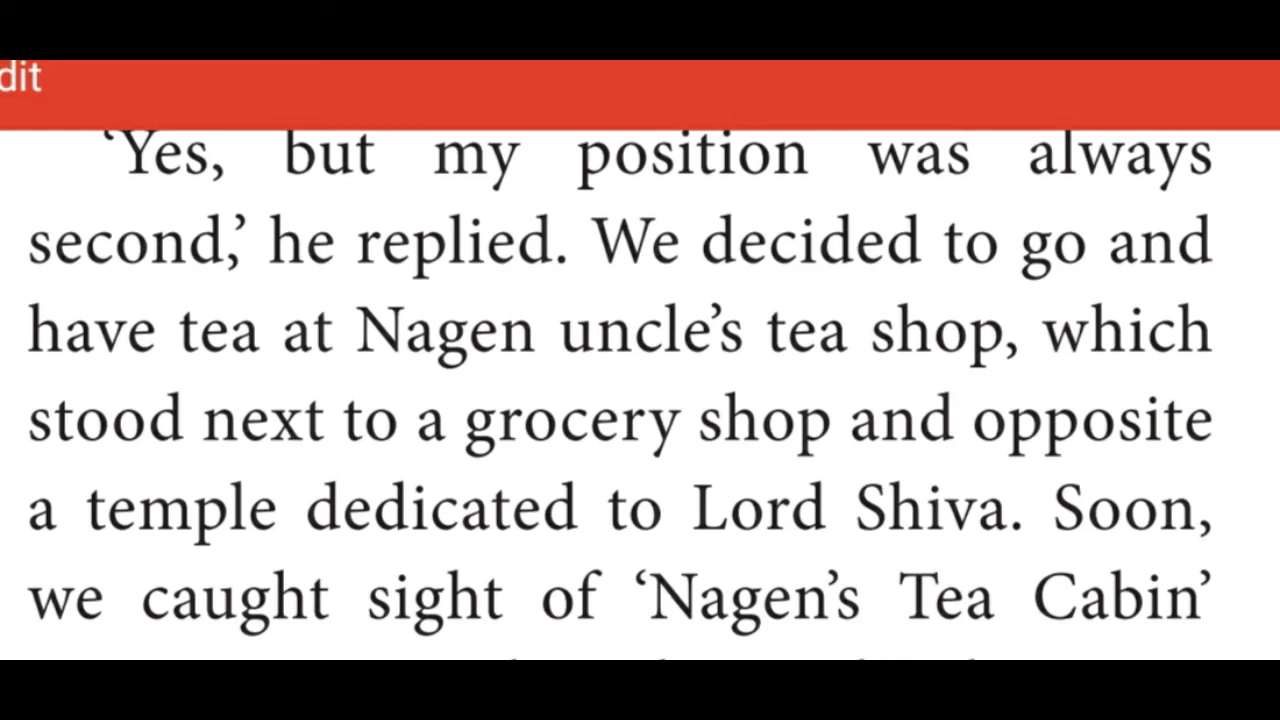 dit
‘Yes, but my position was always
second,’ he replied. We decided to go and
have tea at Nagen uncle’s tea shop, which
stood next to a grocery shop and opposite
a temple dedicated to Lord Shiva. Soon,
we caught sight of ‘Nagen’s Tea Cabin’